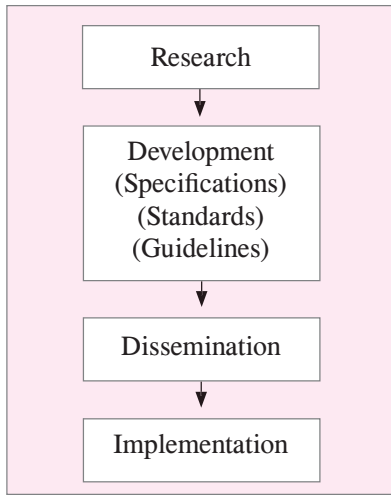 Research
Development
(Specifications)
(Standards)
(Guidelines)
Dissemination
Implementation